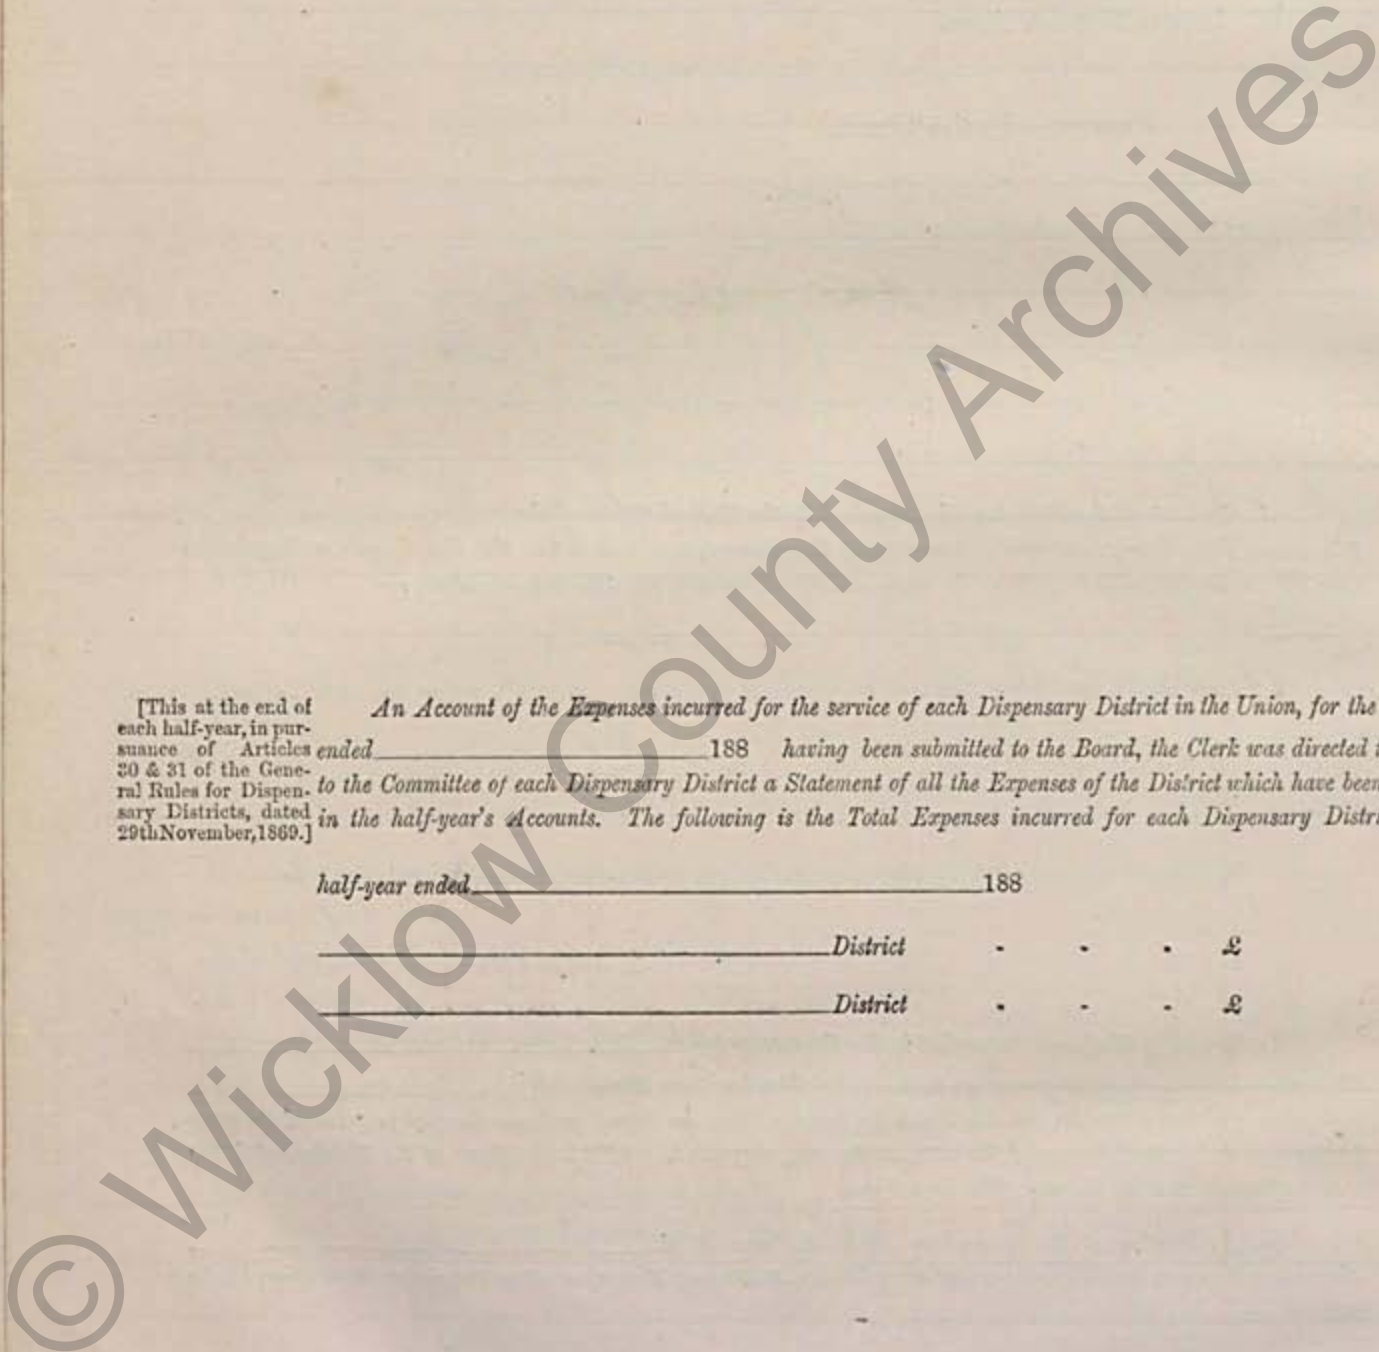 [This at the end of
each half-year, in pur-
suance of Articles
30 & 31 of the Gene-
ral Rules for Dispen-
sary Districts, dated
29th November, 1869.]
An Account of the Expenses incurred for the service of each Dispensary District in the Union, for the
ended 188 having been submitted to the Board, the Clerk was directed
to the Committee of each Dispensary District a Statement of all the Expenses of the District which have been
in the half-year's Accounts. The following is the Total Expenses incurred for each Dispensary Distri
half-year ended 188
District - - - £
District - - - £
© Wicklow County Archives